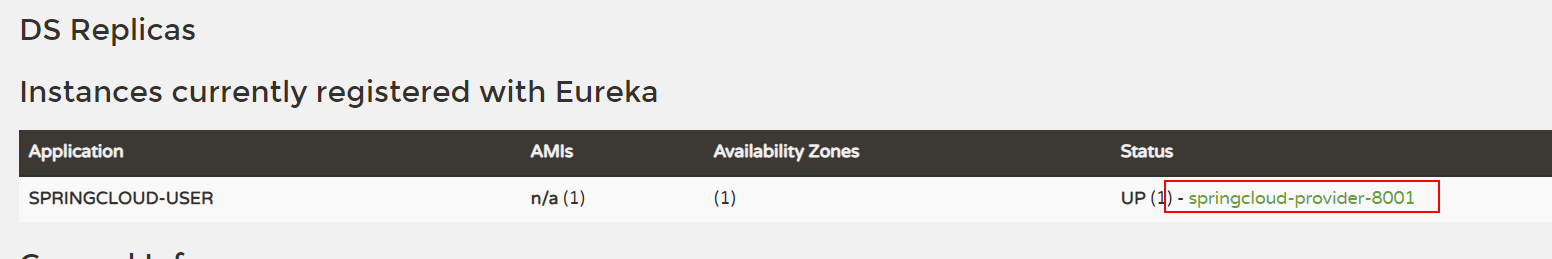 DS Replicas
Instances currently registered with Eureka
Application AMIs Availability Zones Status
SPRINGCLOUD-USER n/a (1) (1) UP (1) - springcloud-provider-8001